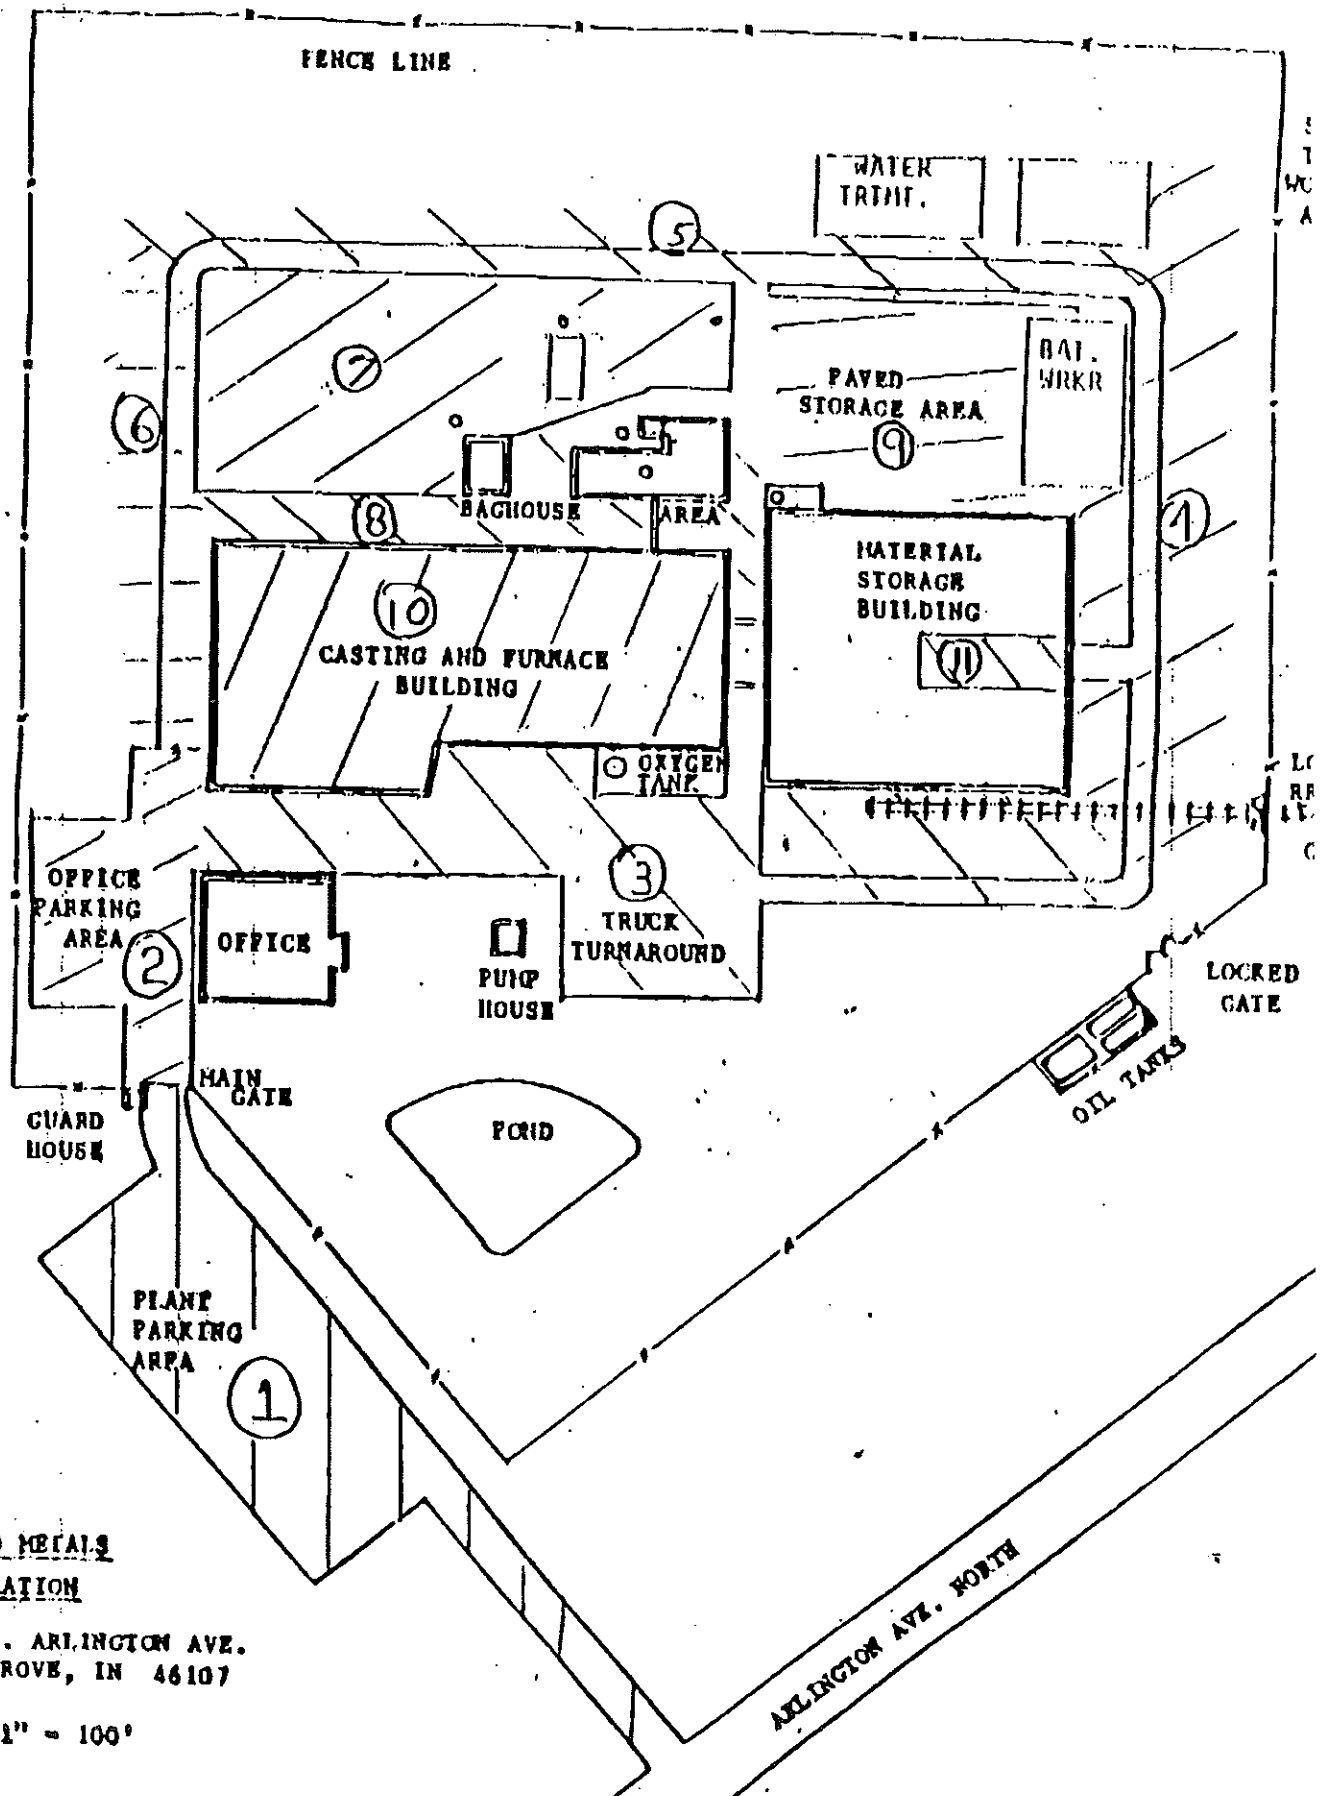 FENCE LINE
WATER
TRTMT.
5
BAT.
WRKR
7
PAVED
STORAGE AREA
6
9
BAGHOUSE AREA
8
MATERIAL
STORAGE
BUILDING
10
11
CASTING AND FURNACE
BUILDING
OXYGEN
TANK
OFFICE
PARKING
AREA
3
TRUCK
TURNAROUND
2
OFFICE
PUMP
HOUSE
LOCKED
GATE
OIL TANKS
MAIN
GATE
GUARD
HOUSE
POND
PLANT
PARKING
AREA
1
METALS
ATION
. ARLINGTON AVE.
ROVE, IN 46107
1" = 100'
ARLINGTON AVE. NORTH